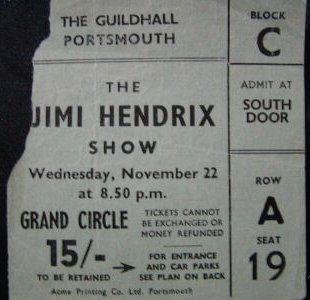 THE GUILDHALL
PORTSMOUTH
THE
JIMI HENDRIX
SHOW
Wednesday, November 22
at 8.50 p.m.
GRAND CIRCLE
15/-
TO BE RETAINED
TICKETS CANNOT
BE EXCHANGED OR
MONEY REFUNDED
FOR ENTRANCE
AND CAR PARKS
SEE PLAN ON BACK
Acme Printing Co. Ltd. Portsmouth
BLOCK
C
ADMIT AT
SOUTH
DOOR
ROW
A
SEAT
19